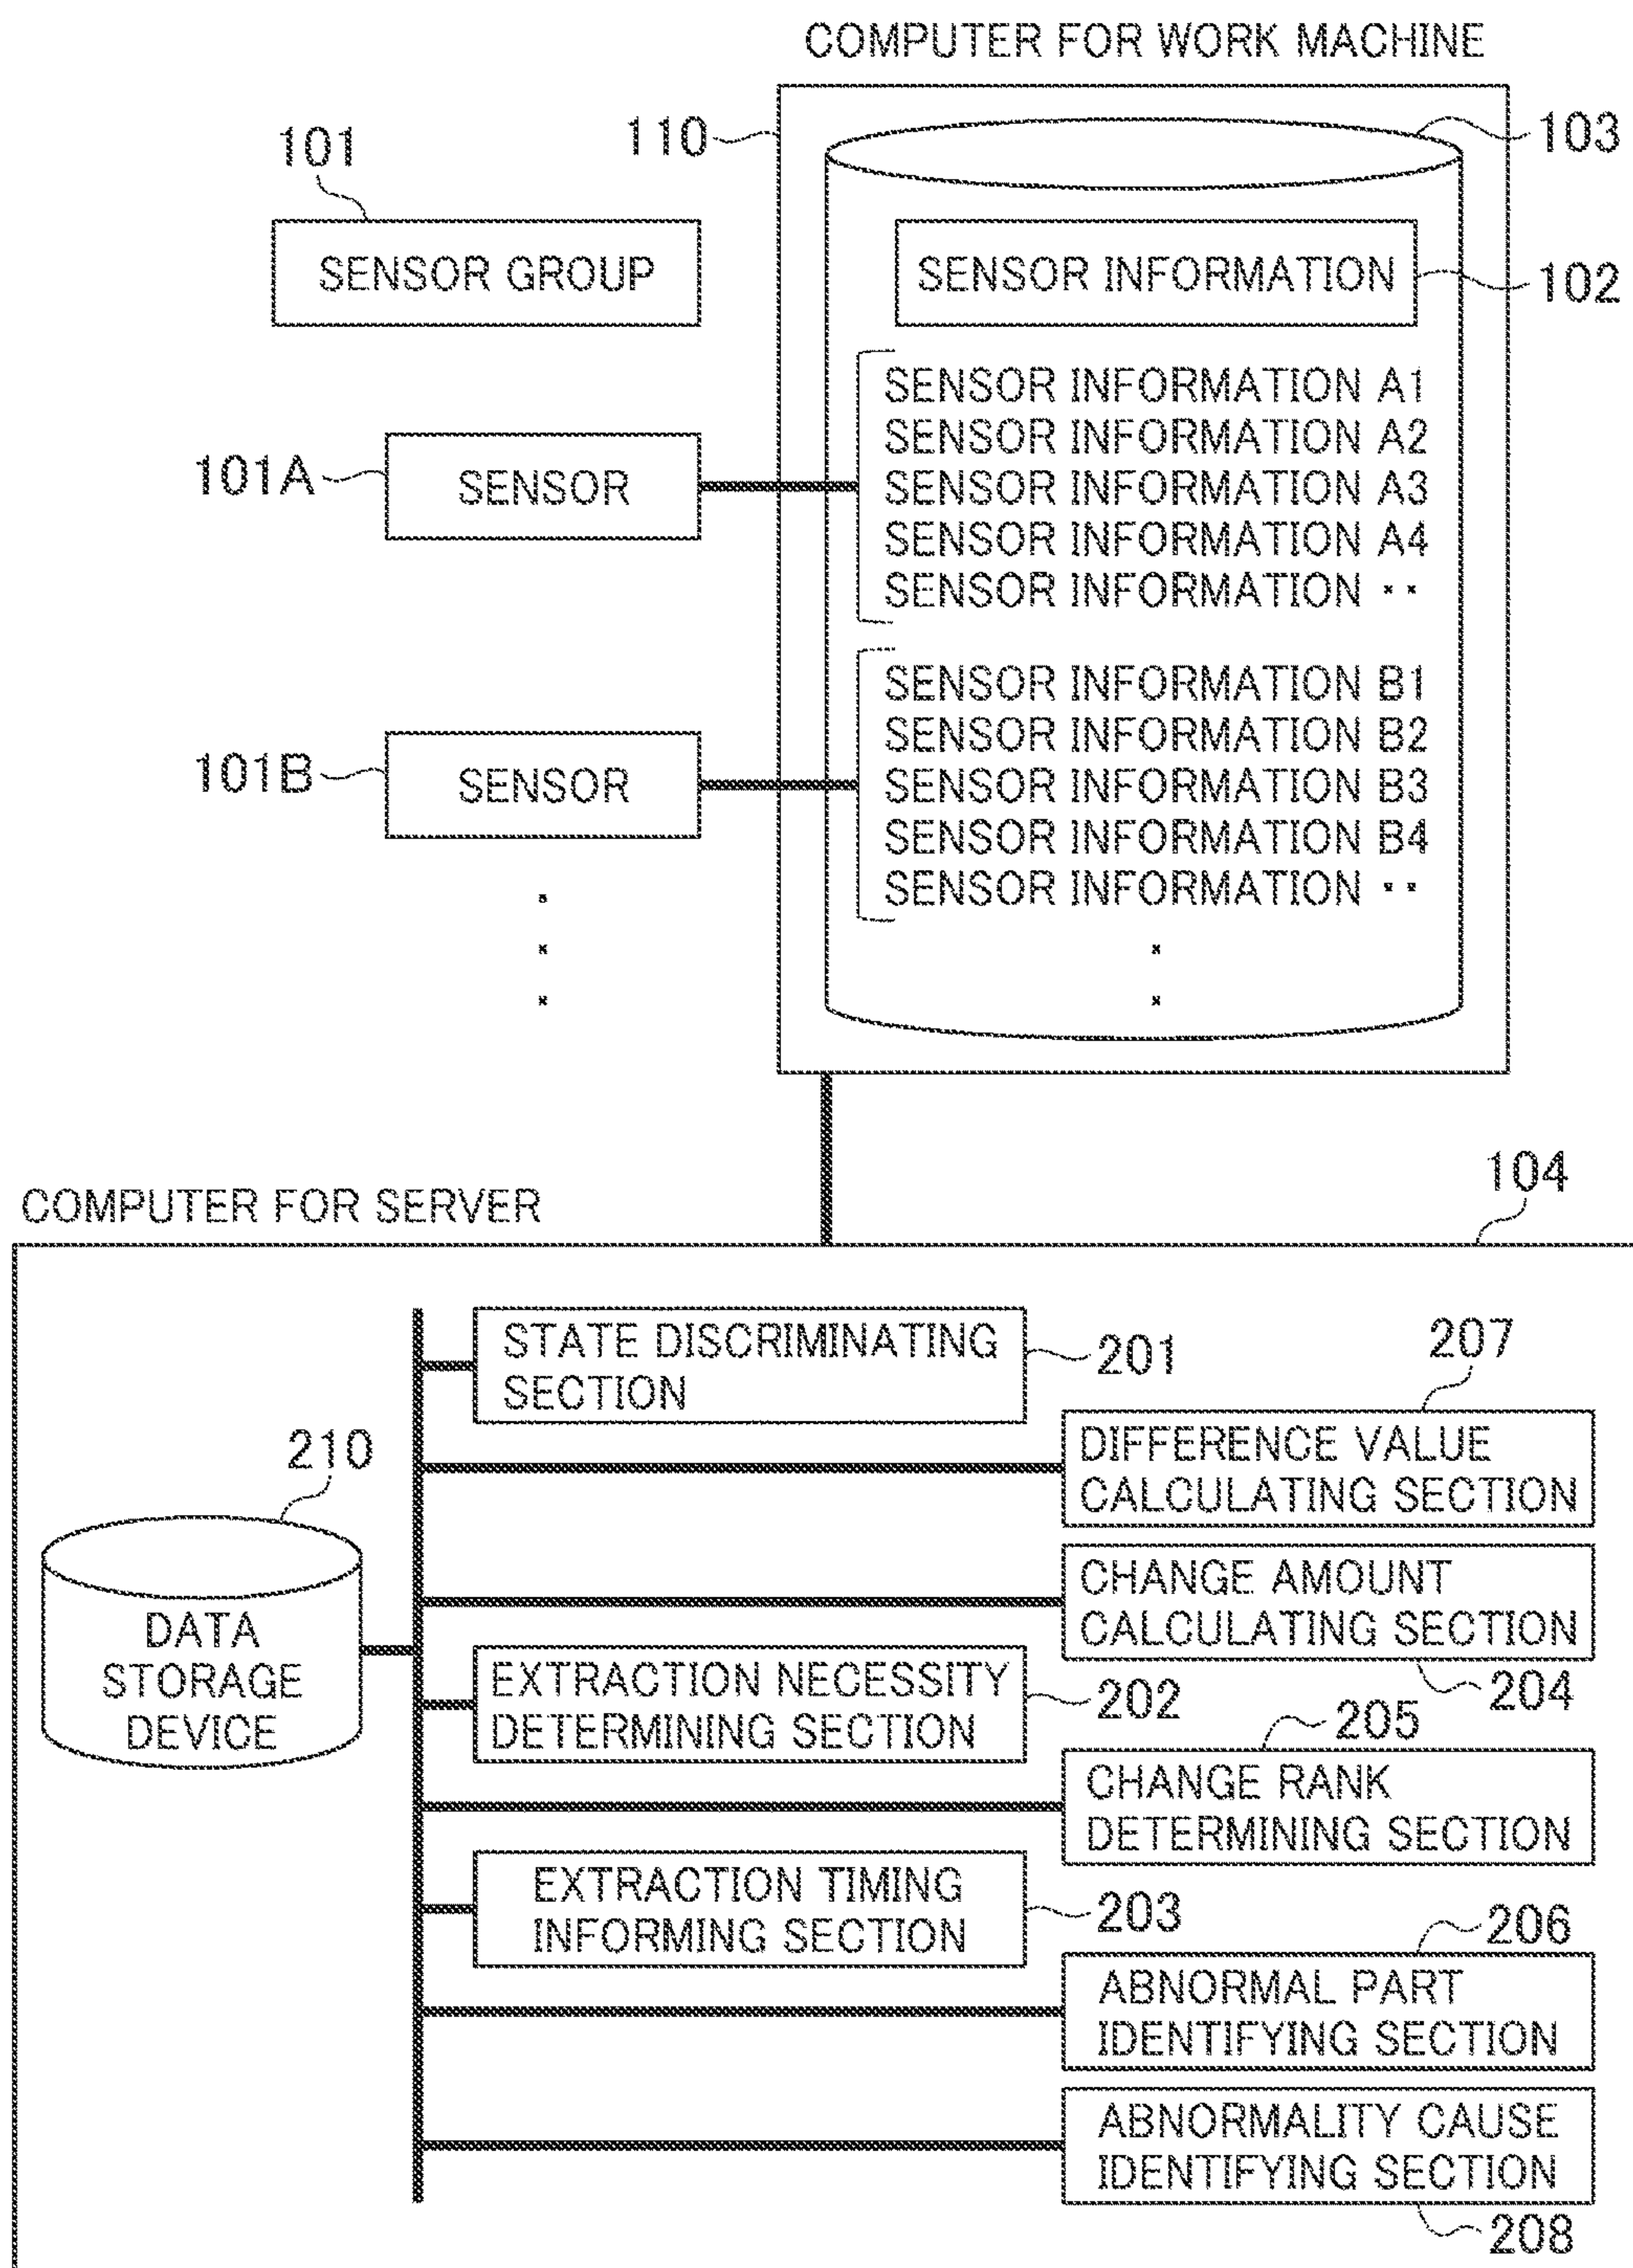 COMPUTER FOR WORK MACHINE
110
103
101
SENSOR GROUP
SENSOR INFORMATION
102
SENSOR INFORMATION A1
SENSOR INFORMATION A2
101A
SENSOR
SENSOR INFORMATION A3
SENSOR INFORMATION A4
SENSOR INFORMATION ··
SENSOR INFORMATION B1
SENSOR INFORMATION B2
101B
SENSOR
SENSOR INFORMATION B3
SENSOR INFORMATION B4
SENSOR INFORMATION ··
104
COMPUTER FOR SERVER
STATE DISCRIMINATING
SECTION
201
207
DIFFERENCE VALUE
CALCULATING SECTION
210
DATA
STORAGE
DEVICE
CHANGE AMOUNT
CALCULATING SECTION
204
EXTRACTION NECESSITY
DETERMINING SECTION
202
205
CHANGE RANK
DETERMINING SECTION
EXTRACTION TIMING
INFORMING SECTION
203
206
ABNORMAL PART
IDENTIFYING SECTION
ABNORMALITY CAUSE
IDENTIFYING SECTION
208